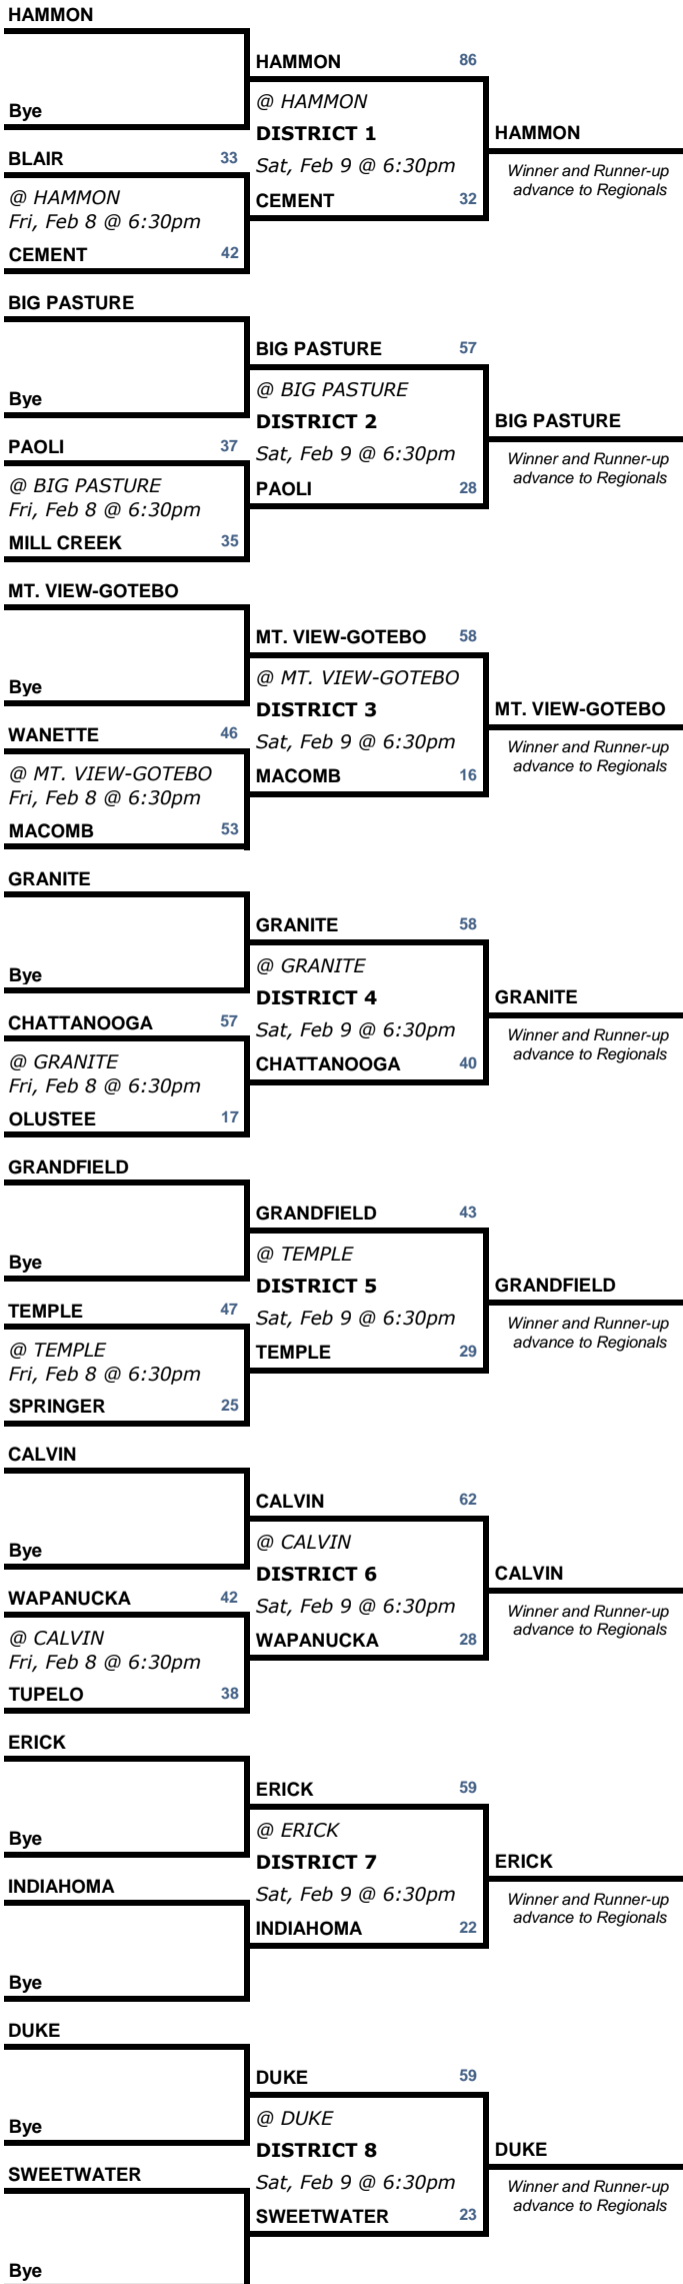 HAMMON
HAMMON 86
@ HAMMON
Bye
DISTRICT 1
HAMMON
BLAIR 33
Sat, Feb 9 @ 6:30pm
Winner and Runner-up
advance to Regionals
@ HAMMON
CEMENT 32
Fri, Feb 8 @ 6:30pm
CEMENT 42
BIG PASTURE
BIG PASTURE 57
@ BIG PASTURE
Bye
DISTRICT 2
BIG PASTURE
PAOLI 37
Sat, Feb 9 @ 6:30pm
Winner and Runner-up
advance to Regionals
@ BIG PASTURE
PAOLI 28
Fri, Feb 8 @ 6:30pm
MILL CREEK 35
MT. VIEW-GOTEBO
MT. VIEW-GOTEBO 58
@ MT. VIEW-GOTEBO
Bye
DISTRICT 3
MT. VIEW-GOTEBO
WANETTE 46
Sat, Feb 9 @ 6:30pm
Winner and Runner-up
advance to Regionals
@ MT. VIEW-GOTEBO
MACOMB 16
Fri, Feb 8 @ 6:30pm
MACOMB 53
GRANITE
GRANITE 58
@ GRANITE
Bye
DISTRICT 4
GRANITE
CHATTANOOGA 57
Sat, Feb 9 @ 6:30pm
Winner and Runner-up
advance to Regionals
@ GRANITE
CHATTANOOGA 40
Fri, Feb 8 @ 6:30pm
OLUSTEE 17
GRANDFIELD
GRANDFIELD 43
@ TEMPLE
Bye
DISTRICT 5
GRANDFIELD
TEMPLE 47
Sat, Feb 9 @ 6:30pm
Winner and Runner-up
advance to Regionals
@ TEMPLE
TEMPLE 29
Fri, Feb 8 @ 6:30pm
SPRINGER 25
CALVIN
CALVIN 62
@ CALVIN
Bye
DISTRICT 6
CALVIN
WAPANUCKA 42
Sat, Feb 9 @ 6:30pm
Winner and Runner-up
advance to Regionals
@ CALVIN
WAPANUCKA 28
Fri, Feb 8 @ 6:30pm
TUPELO 38
ERICK
ERICK 59
@ ERICK
Bye
DISTRICT 7
ERICK
INDIAHOMA
Sat, Feb 9 @ 6:30pm
Winner and Runner-up
advance to Regionals
INDIAHOMA 22
Bye
DUKE
DUKE 59
@ DUKE
Bye
DISTRICT 8
DUKE
SWEETWATER
Sat, Feb 9 @ 6:30pm
Winner and Runner-up
advance to Regionals
SWEETWATER 23
Bye